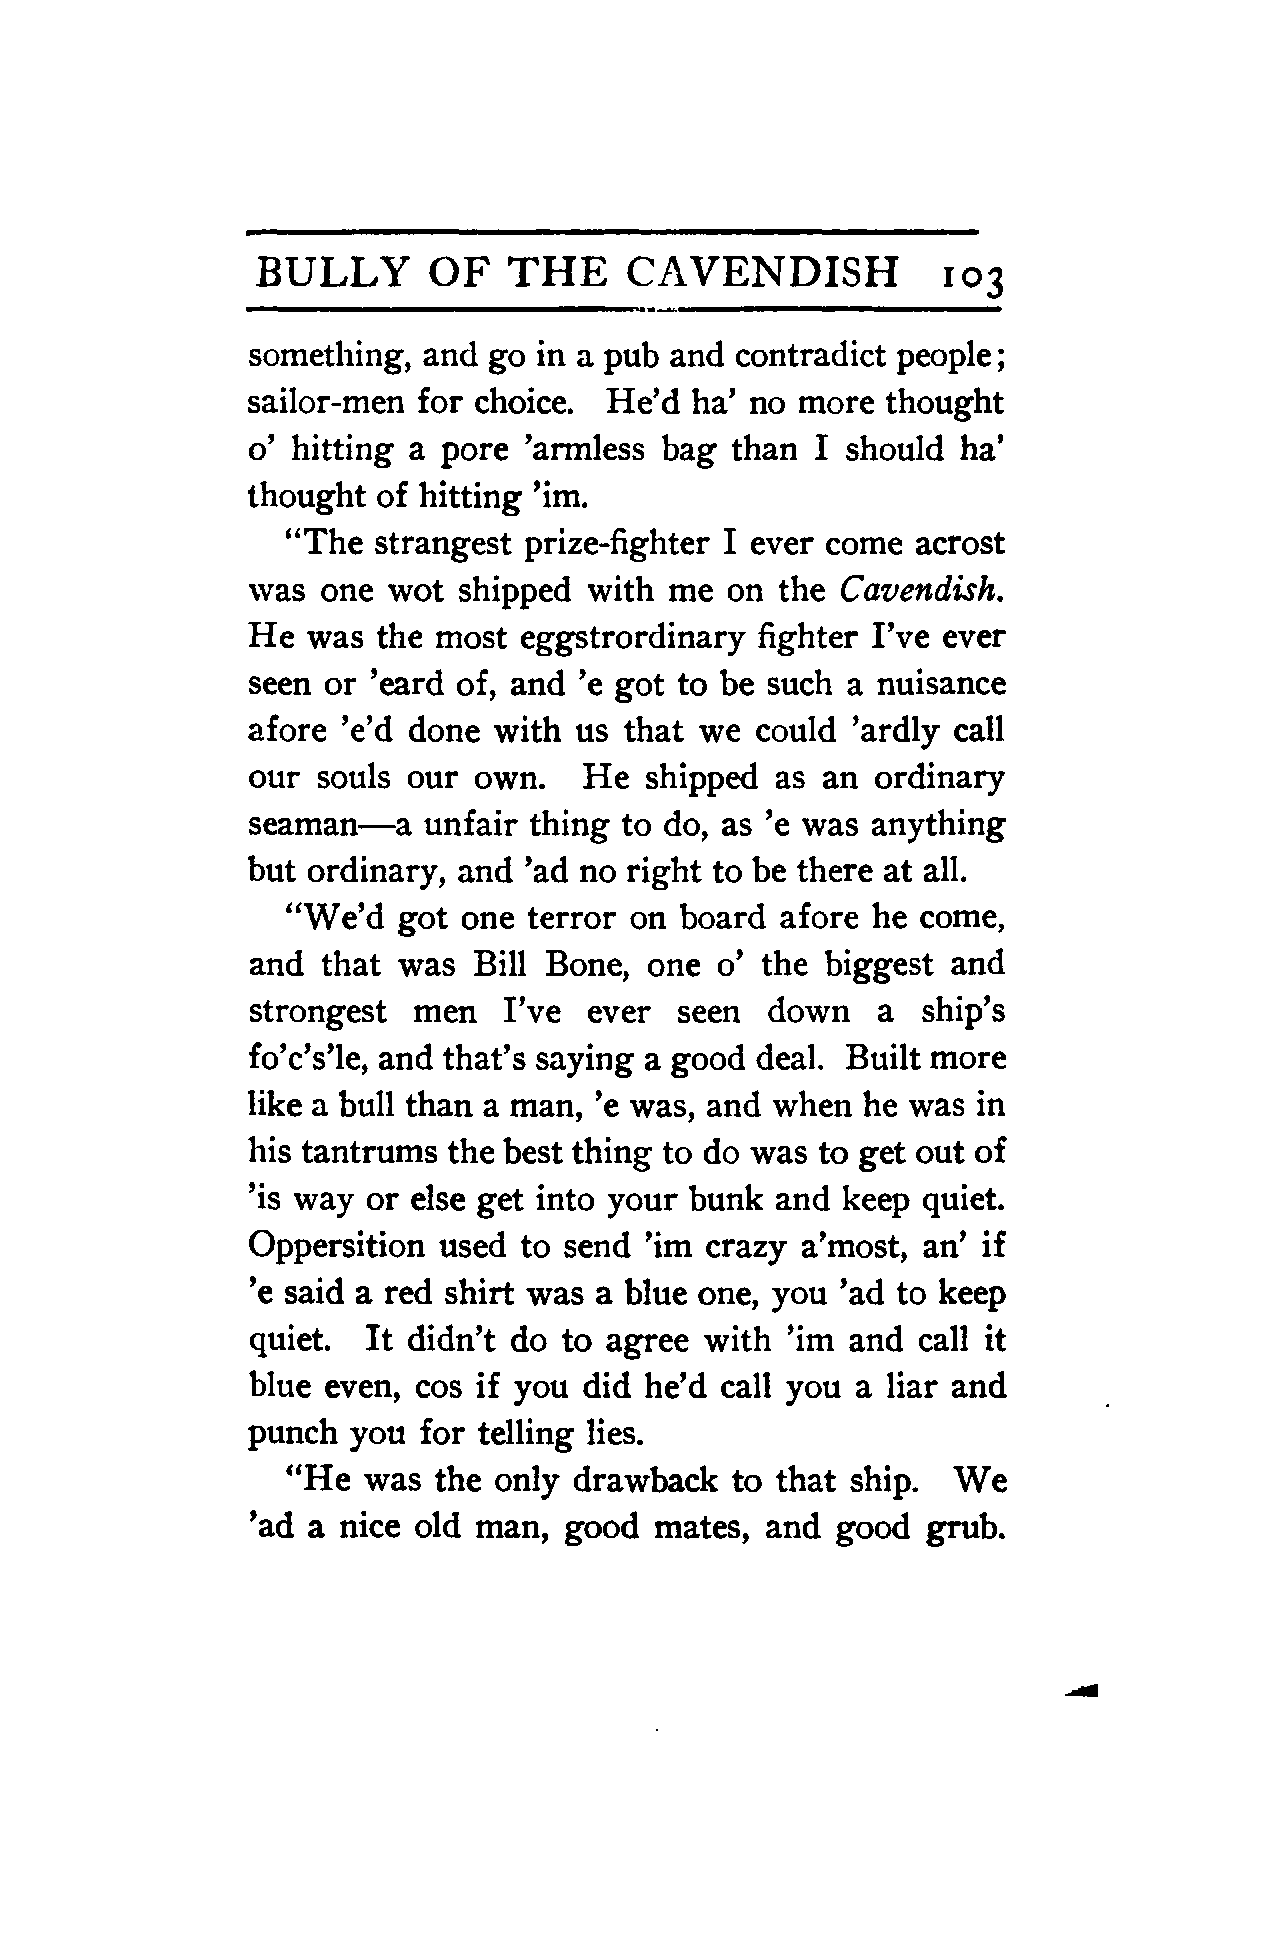 BULLY OF THE CAVENDISH 103
something, and go in a pub and contradict people;
sailor-men for choice. He’d ha’ no more thought
o’ hitting a pore ’armless bag than I should ha’
thought of hitting ’im.
“The strangest prize-fighter I ever come acrost
was one wot shipped with me on the Cavendish.
He was the most eggstrordinary fighter I’ve ever
seen or ’eard of, and ’e got to be such a nuisance
afore ’e’d done with us that we could ’ardly call
our souls our own. He shipped as an ordinary
seaman—a unfair thing to do, as ’e was anything
but ordinary, and ’ad no right to be there at all.
“We’d got one terror on board afore he come,
and that was Bill Bone, one o’ the biggest and
strongest men I’ve ever seen down a ship’s
fo’c’s’le, and that’s saying a good deal. Built more
like a bull than a man, ’e was, and when he was in
his tantrums the best thing to do was to get out of
’is way or else get into your bunk and keep quiet.
Oppersition used to send ’im crazy a’most, an’ if
’e said a red shirt was a blue one, you ’ad to keep
quiet. It didn’t do to agree with ’im and call it
blue even, cos if you did he’d call you a liar and
punch you for telling lies.
“He was the only drawback to that ship. We
’ad a nice old man, good mates, and good grub.